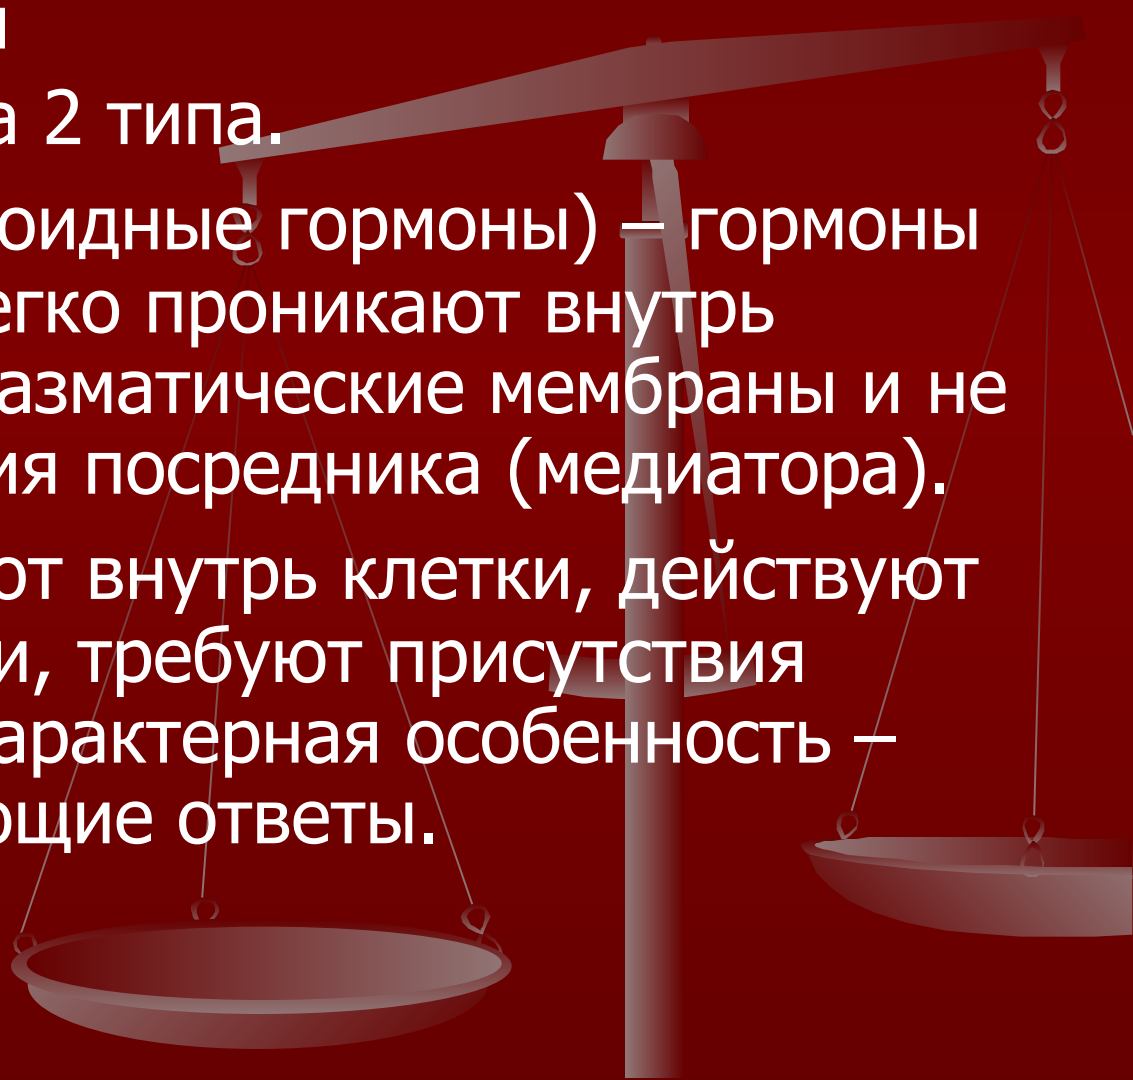 а 2 типа.
оидные гормоны) – гормоны
егко проникают внутрь
азматические мембраны и не
ия посредника (медиатора).
от внутрь клетки, действуют
и, требуют присутствия
арактерная особенность –
ющие ответы.